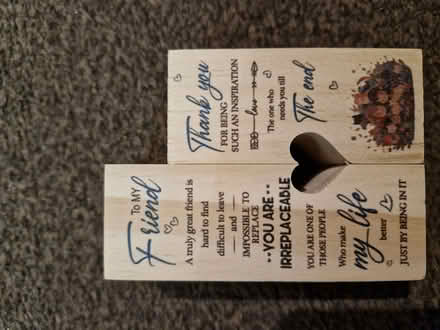 TO MY
Friend
A truly great friend is
hard to find
difficult to leave
and
IMPOSSIBLE TO
REPLACE
••YOU ARE••
IRREPLACEABLE
YOU ARE ONE OF
THOSE PEOPLE
Who make
my life
better
JUST BY BEING IN IT
Thank you
FOR BEING
SUCH AN INSPIRATION
love
The one who
needs you till
The end